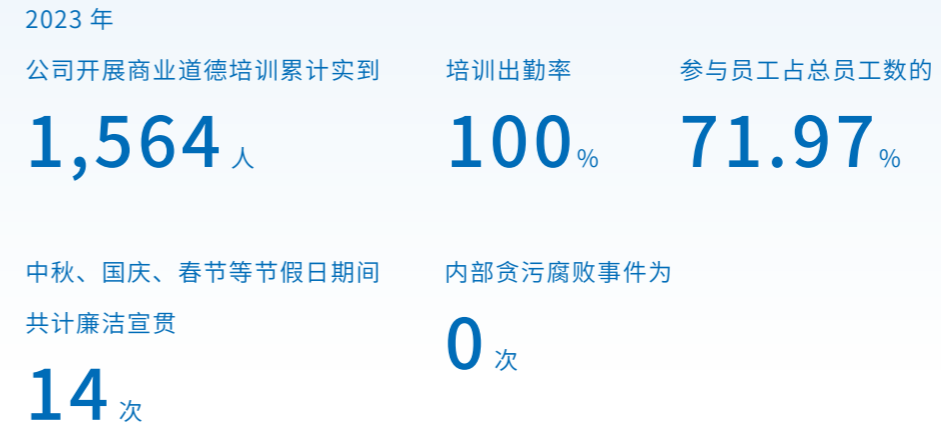 2023 年
公司开展商业道德培训累计实到
1,564 人
培训出勤率
100 %
参与员工占总员工数的
71.97 %
中秋、国庆、春节等节假日期间
共计廉洁宣贯
14 次
内部贪污腐败事件为
0 次